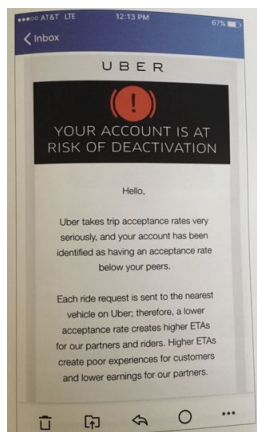 ●●●○○ AT&T LTE 12:13 PM 67%
Inbox
UBER
!
YOUR ACCOUNT IS AT
RISK OF DEACTIVATION
Hello,
Uber takes trip acceptance rates very
seriously, and your account has been
identified as having an acceptance rate
below your peers.
Each ride request is sent to the nearest
vehicle on Uber; therefore, a lower
acceptance rate creates higher ETAs
for our partners and riders. Higher ETAs
create poor experiences for customers
and lower earnings for our partners.